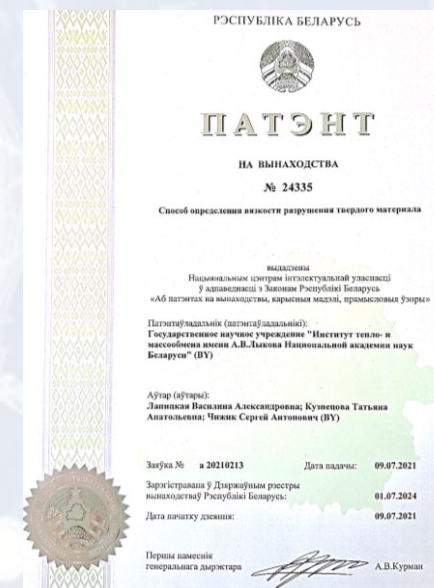 РЭСПУБЛІКА БЕЛАРУСЬ
ПАТЭНТ
НА ВЫНАХОДСТВА
№ 24335
Способ определения вязкости разрушения твердого материала
выдадзены
Нацыянальным цэнтрам інтэлектуальнай уласнасці
ў адпаведнасці з Законам Рэспублікі Беларусь
«Аб патэнтах на вынаходствы, карысныя мадэлі, прамысловыя ўзоры»
Патэнтаўладальнік (патэнтаўладальнікі):
Государственное научное учреждение "Институт тепло- и
массообмена имени А.В.Лыкова Национальной академии наук
Беларуси" (BY)
Аўтар (аўтары):
Лапицкая Василина Александровна; Кузнецова Татьяна
Анатольевна; Чижик Сергей Антонович (BY)
Заяўка № а 20210213 Дата падачы: 09.07.2021
Зарэгістравана ў Дзяржаўным рэестры
вынаходстваў Рэспублікі Беларусь: 01.07.2024
Дата пачатку дзеяння: 09.07.2021
Першы намеснік
генеральнага дырэктара А.В.Курман